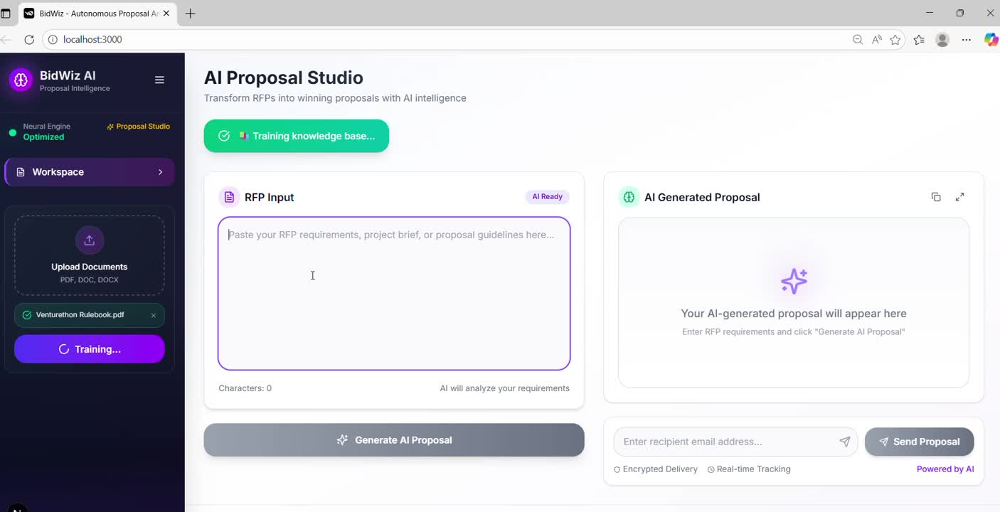 BidWiz - Autonomous Proposal Ar
localhost:3000
BidWiz AI
Proposal Intelligence
Neural Engine
Optimized
Proposal Studio
Workspace
Upload Documents
PDF, DOC, DOCX
Venturethon Rulebook.pdf
Training...
AI Proposal Studio
Transform RFPs into winning proposals with AI intelligence
Training knowledge base...
RFP Input
AI Ready
Paste your RFP requirements, project brief, or proposal guidelines here...
Characters: 0
AI will analyze your requirements
Generate AI Proposal
AI Generated Proposal
Your AI-generated proposal will appear here
Enter RFP requirements and click "Generate AI Proposal"
Enter recipient email address...
Send Proposal
Encrypted Delivery
Real-time Tracking
Powered by AI